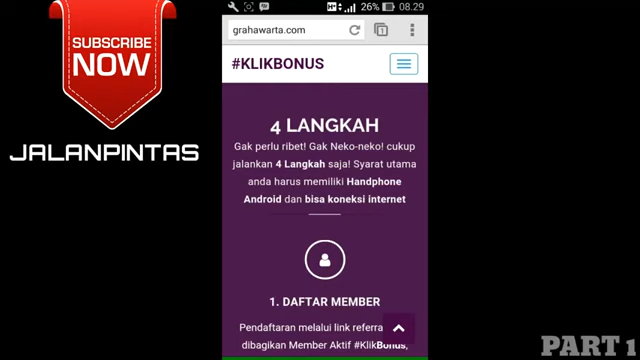 SUBSCRIBE
NOW
JALANPINTAS
26% 08.29
grahawarta.com
1
#KLIKBONUS
4 LANGKAH
Gak perlu ribet! Gak Neko-neko! cukup
jalankan 4 Langkah saja! Syarat utama
anda harus memiliki Handphone
Android dan bisa koneksi internet
1. DAFTAR MEMBER
Pendaftaran melalui link referra
dibagikan Member Aktif #KlikBonus,
PART 1